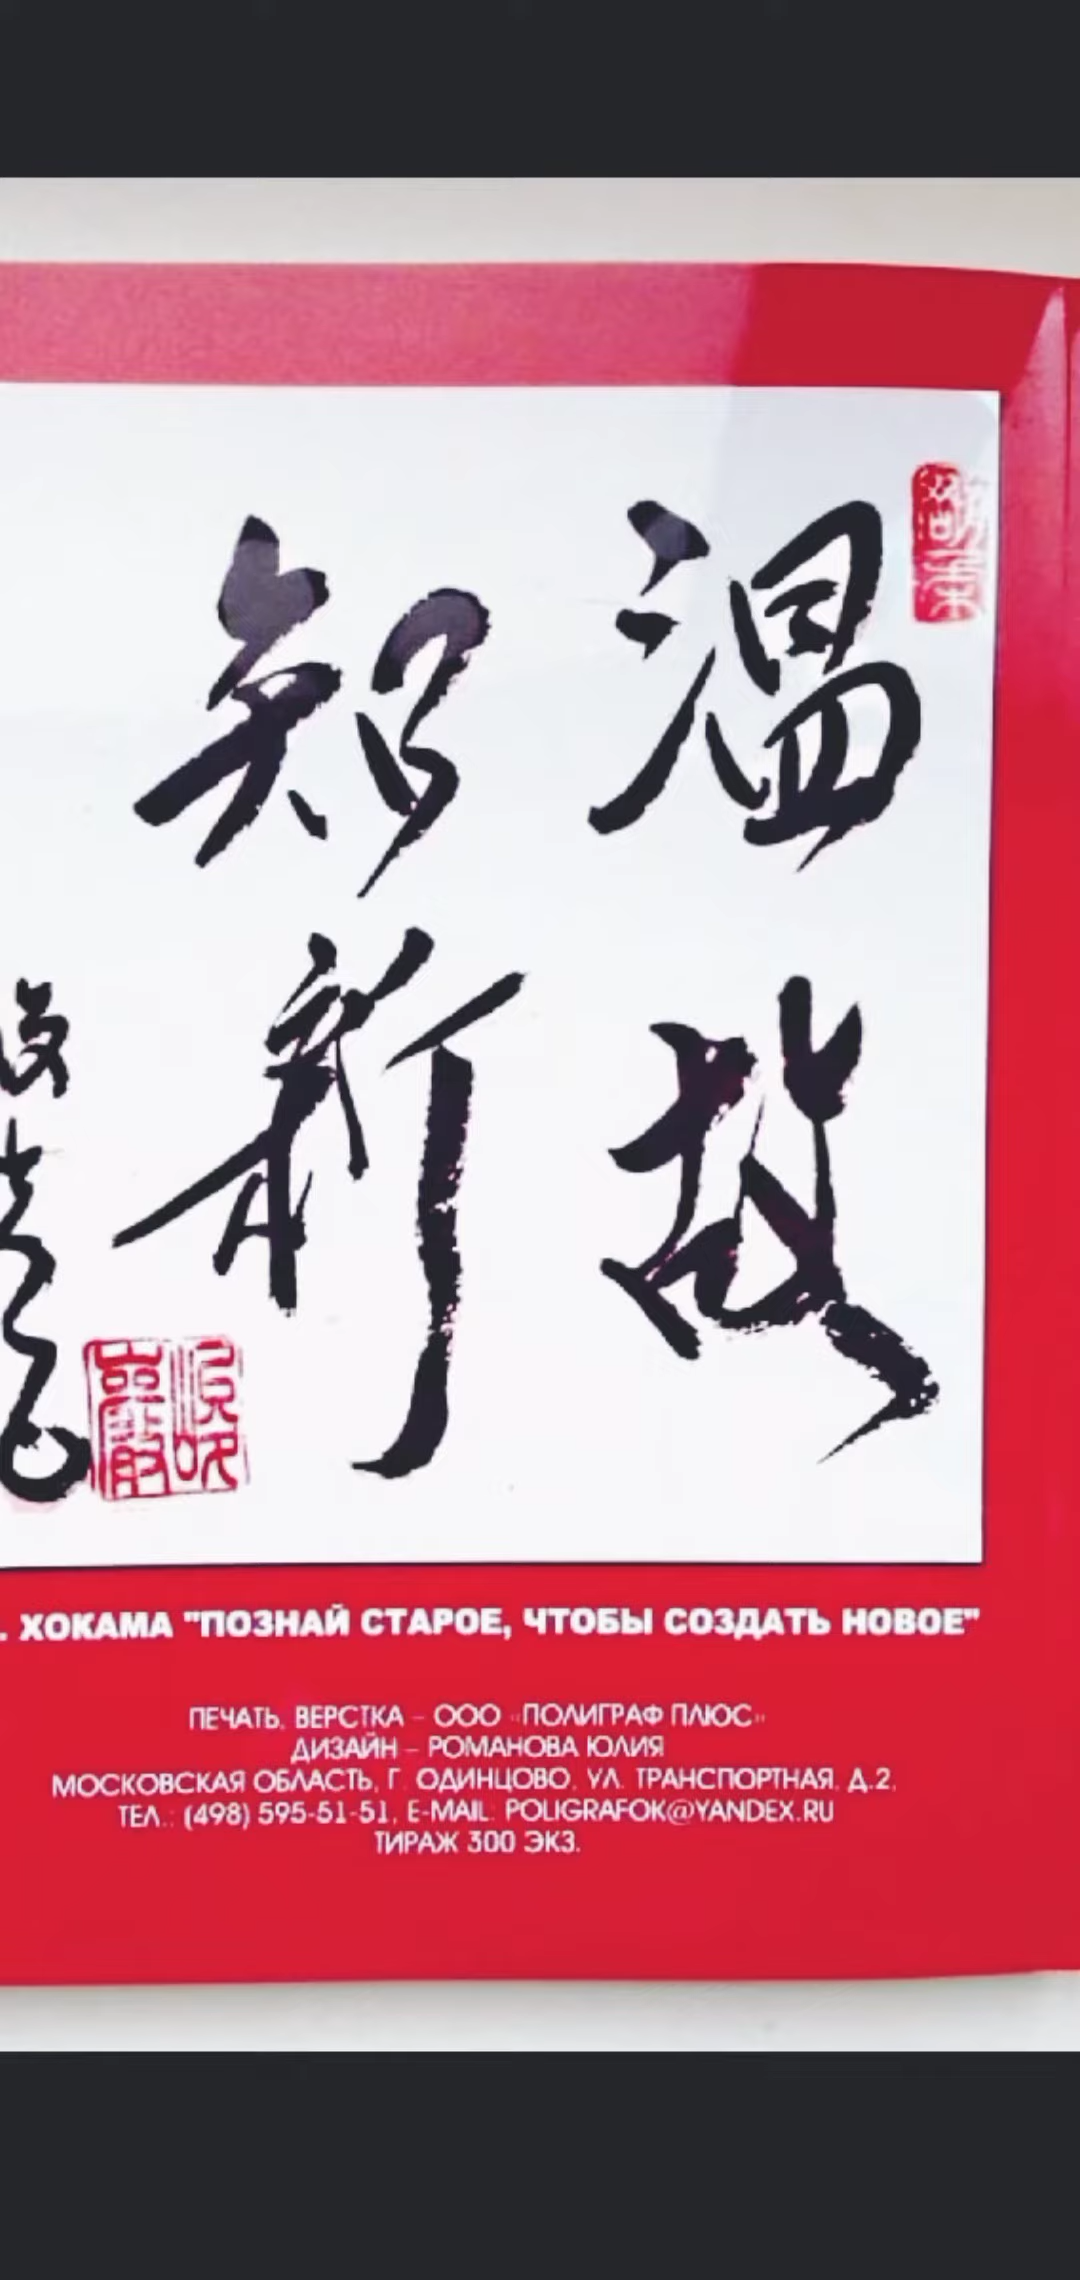 温故
知新
. ХОКАМА "ПОЗНАЙ СТАРОЕ, ЧТОБЫ СОЗДАТЬ НОВОЕ"
ПЕЧАТЬ, ВЕРСТКА – ООО «ПОЛИГРАФ ПЛЮС»
ДИЗАЙН – РОМАНОВА ЮЛИЯ
МОСКОВСКАЯ ОБЛАСТЬ, Г. ОДИНЦОВО, УЛ. ТРАНСПОРТНАЯ, Д.2,
ТЕЛ.: (498) 595-51-51, E-MAIL: POLIGRAFOK@YANDEX.RU
ТИРАЖ 300 ЭКЗ.